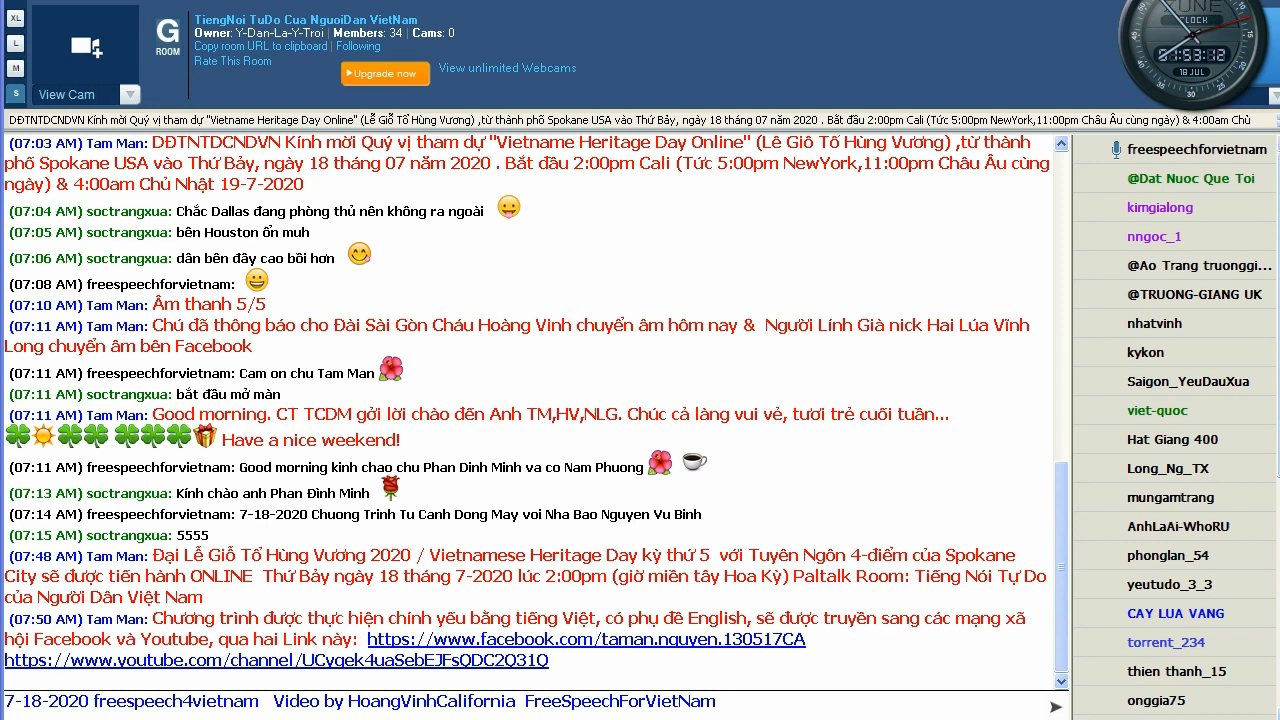 XL
L
M
S
View Cam
G
ROOM
TiengNoi TuDo Cua NguoiDan VietNam
Owner: Y-Dan-La-Y-Troi | Members: 34 | Cams: 0
Copy room URL to clipboard | Following
Rate This Room
Upgrade now
View unlimited Webcams
CLOCK
18 JUL
DĐTNTDCNDVN Kính mời Quý vị tham dự "Vietname Heritage Day Online" (Lễ Giỗ Tổ Hùng Vương) ,từ thành phố Spokane USA vào Thứ Bảy, ngày 18 tháng 07 năm 2020 . Bắt đầu 2:00pm Cali (Tức 5:00pm NewYork,11:00pm Châu Âu cùng ngày) & 4:00am Chủ
(07:03 AM) Tam Man: DĐTNTDCNDVN Kính mời Quý vị tham dự "Vietname Heritage Day Online" (Lê Giô Tổ Hùng Vương) ,từ thành
phố Spokane USA vào Thứ Bảy, ngày 18 tháng 07 năm 2020 . Bắt đầu 2:00pm Cali (Tức 5:00pm NewYork,11:00pm Châu Âu cùng
ngày) & 4:00am Chủ Nhật 19-7-2020
(07:04 AM) soctrangxua: Chắc Dallas đang phòng thủ nên không ra ngoài
(07:05 AM) soctrangxua: bên Houston ổn muh
(07:06 AM) soctrangxua: dân bên đây cao bồi hơn
(07:08 AM) freespeechforvietnam:
(07:10 AM) Tam Man: Âm thanh 5/5
(07:11 AM) Tam Man: Chú đã thông báo cho Đài Sài Gòn Cháu Hoàng Vinh chuyển âm hôm nay & Người Lính Già nick Hai Lúa Vĩnh
Long chuyển âm bên Facebook
(07:11 AM) freespeechforvietnam: Cam on chu Tam Man
(07:11 AM) soctrangxua: bắt đầu mở màn
(07:11 AM) Tam Man: Good morning. CT TCDM gởi lời chào đến Anh TM,HV,NLG. Chúc cả làng vui vẻ, tươi trẻ cuối tuần...
Have a nice weekend!
(07:11 AM) freespeechforvietnam: Good morning kinh chao chu Phan Dinh Minh va co Nam Phuong
(07:13 AM) soctrangxua: Kính chào anh Phan Đình Minh
(07:14 AM) freespeechforvietnam: 7-18-2020 Chuong Trinh Tu Canh Dong May voi Nha Bao Nguyen Vu Binh
(07:15 AM) soctrangxua: 5555
(07:48 AM) Tam Man: Đại Lễ Giỗ Tổ Hùng Vương 2020 / Vietnamese Heritage Day kỳ thứ 5 với Tuyên Ngôn 4-điểm của Spokane
City sẽ được tiến hành ONLINE Thứ Bảy ngày 18 tháng 7-2020 lúc 2:00pm (giờ miền tây Hoa Kỳ) Paltalk Room: Tiếng Nói Tự Do
của Người Dân Việt Nam
(07:50 AM) Tam Man: Chương trình được thực hiện chính yếu bằng tiếng Việt, có phụ đề English, sẽ được truyền sang các mạng xã
hội Facebook và Youtube, qua hai Link này: https://www.facebook.com/taman.nguyen.130517CA
https://www.youtube.com/channel/UCyqek4uaSebEJFsQDC2Q31Q
7-18-2020 freespeech4vietnam Video by HoangVinhCalifornia FreeSpeechForVietNam
freespeechforvietnam
@Dat Nuoc Que Toi
kimgialong
nngoc_1
@Ao Trang truonggi...
@TRUONG-GIANG UK
nhatvinh
kykon
Saigon_YeuDauXua
viet-quoc
Hat Giang 400
Long_Ng_TX
mungamtrang
AnhLaAi-WhoRU
phonglan_54
yeutudo_3_3
CAY LUA VANG
torrent_234
thien thanh_15
onggia75